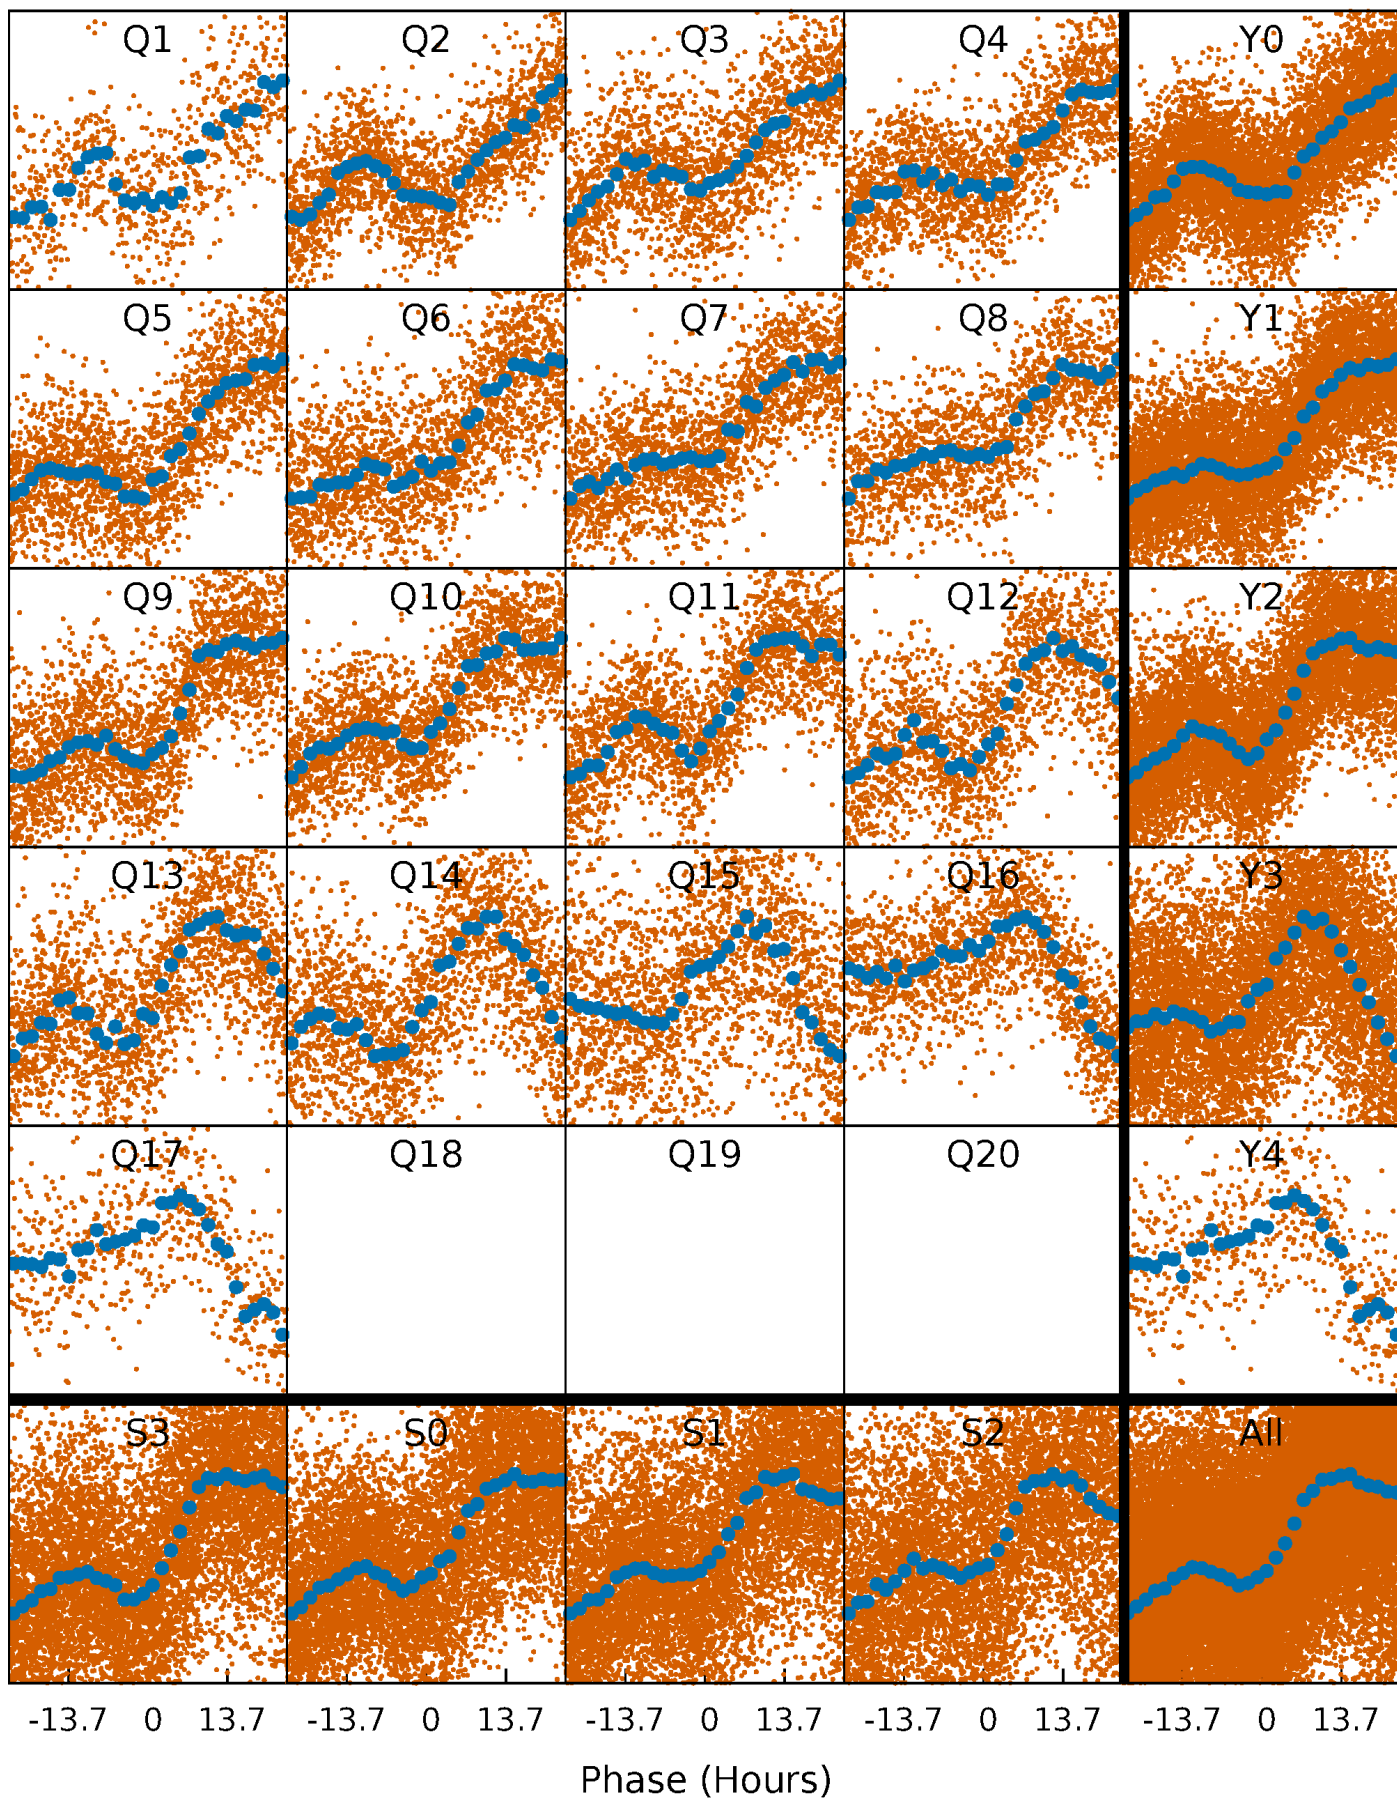 Q1 Q2 Q3 Q4 Y0
Q5 Q6 Q7 Q8 Y1
Q9 Q10 Q11 Q12 Y2
Q13 Q14 Q15 Q16 Y3
Q17 Q18 Q19 Q20 Y4
S3 S0 S1 S2 All
-13.7 0 13.7 -13.7 0 13.7 -13.7 0 13.7 -13.7 0 13.7 -13.7 0 13.7
Phase (Hours)